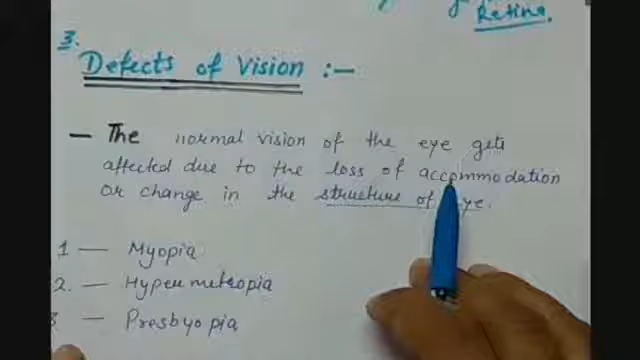 Retina.
3.
Defects of Vision :-
- The normal vision of the eye gets
affected due to the loss of accommodation
or change in the structure of eye.
1 - Myopia
2. - Hypermetropia
3 - Presbyopia